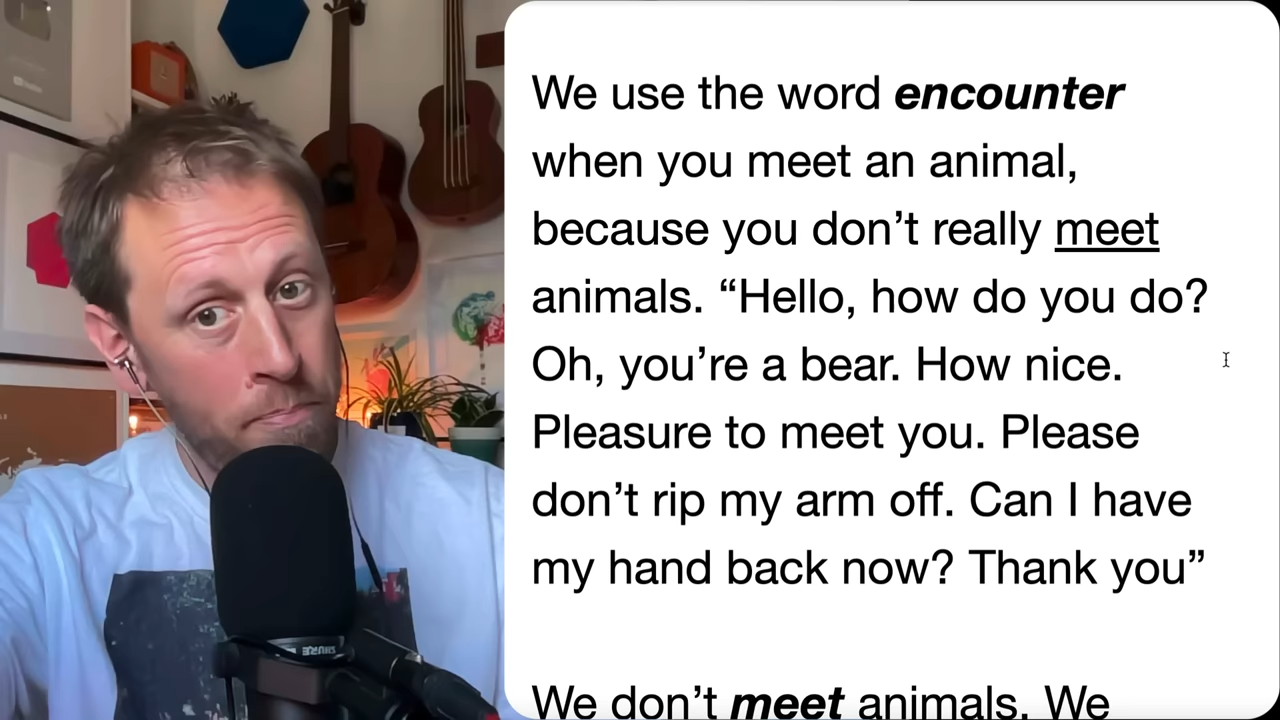 We use the word encounter
when you meet an animal,
because you don’t really meet
animals. “Hello, how do you do?
Oh, you’re a bear. How nice.
Pleasure to meet you. Please
don’t rip my arm off. Can I have
my hand back now? Thank you”
We don’t meet animals. We
SHURE